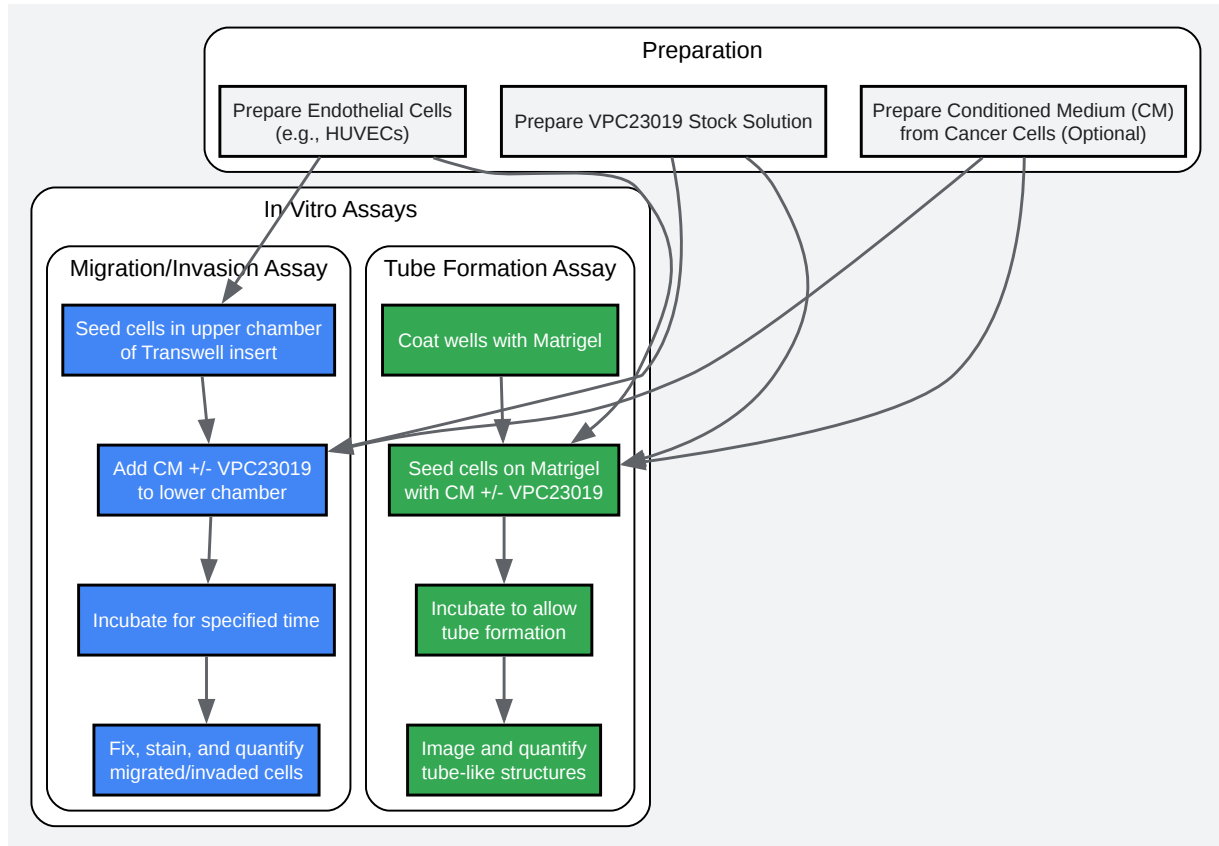 Preparation
Prepare Endothelial Cells
(e.g., HUVECs)
Prepare VPC23019 Stock Solution
Prepare Conditioned Medium (CM)
from Cancer Cells (Optional)
In Vitro Assays
Migration/Invasion Assay
Seed cells in upper chamber
of Transwell insert
Add CM +/- VPC23019
to lower chamber
Incubate for specified time
Fix, stain, and quantify
migrated/invaded cells
Tube Formation Assay
Coat wells with Matrigel
Seed cells on Matrigel
with CM +/- VPC23019
Incubate to allow
tube formation
Image and quantify
tube-like structures